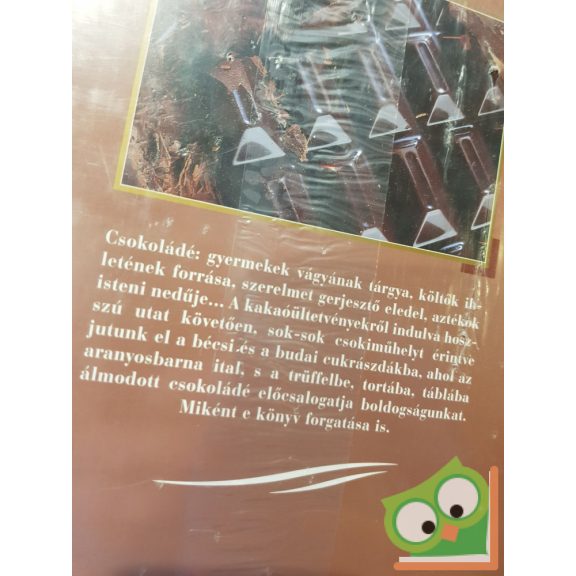 Csokoládé: gyermekek vágyának tárgya, költők ih-
letének forrása, szerelmet gerjesztő eledel, aztékok
isteni nedűje... A kakaóültetvényekről indulva hosz-
szú utat követően, sok-sok csokiműhelyt érintve
jutunk el a bécsi és a budai cukrászdákba, ahol az
aranyosbarna ital, s a trüffelbe, tortába, táblába
álmodott csokoládé előcsalogatja boldogságunkat.
Miként e könyv forgatása is.